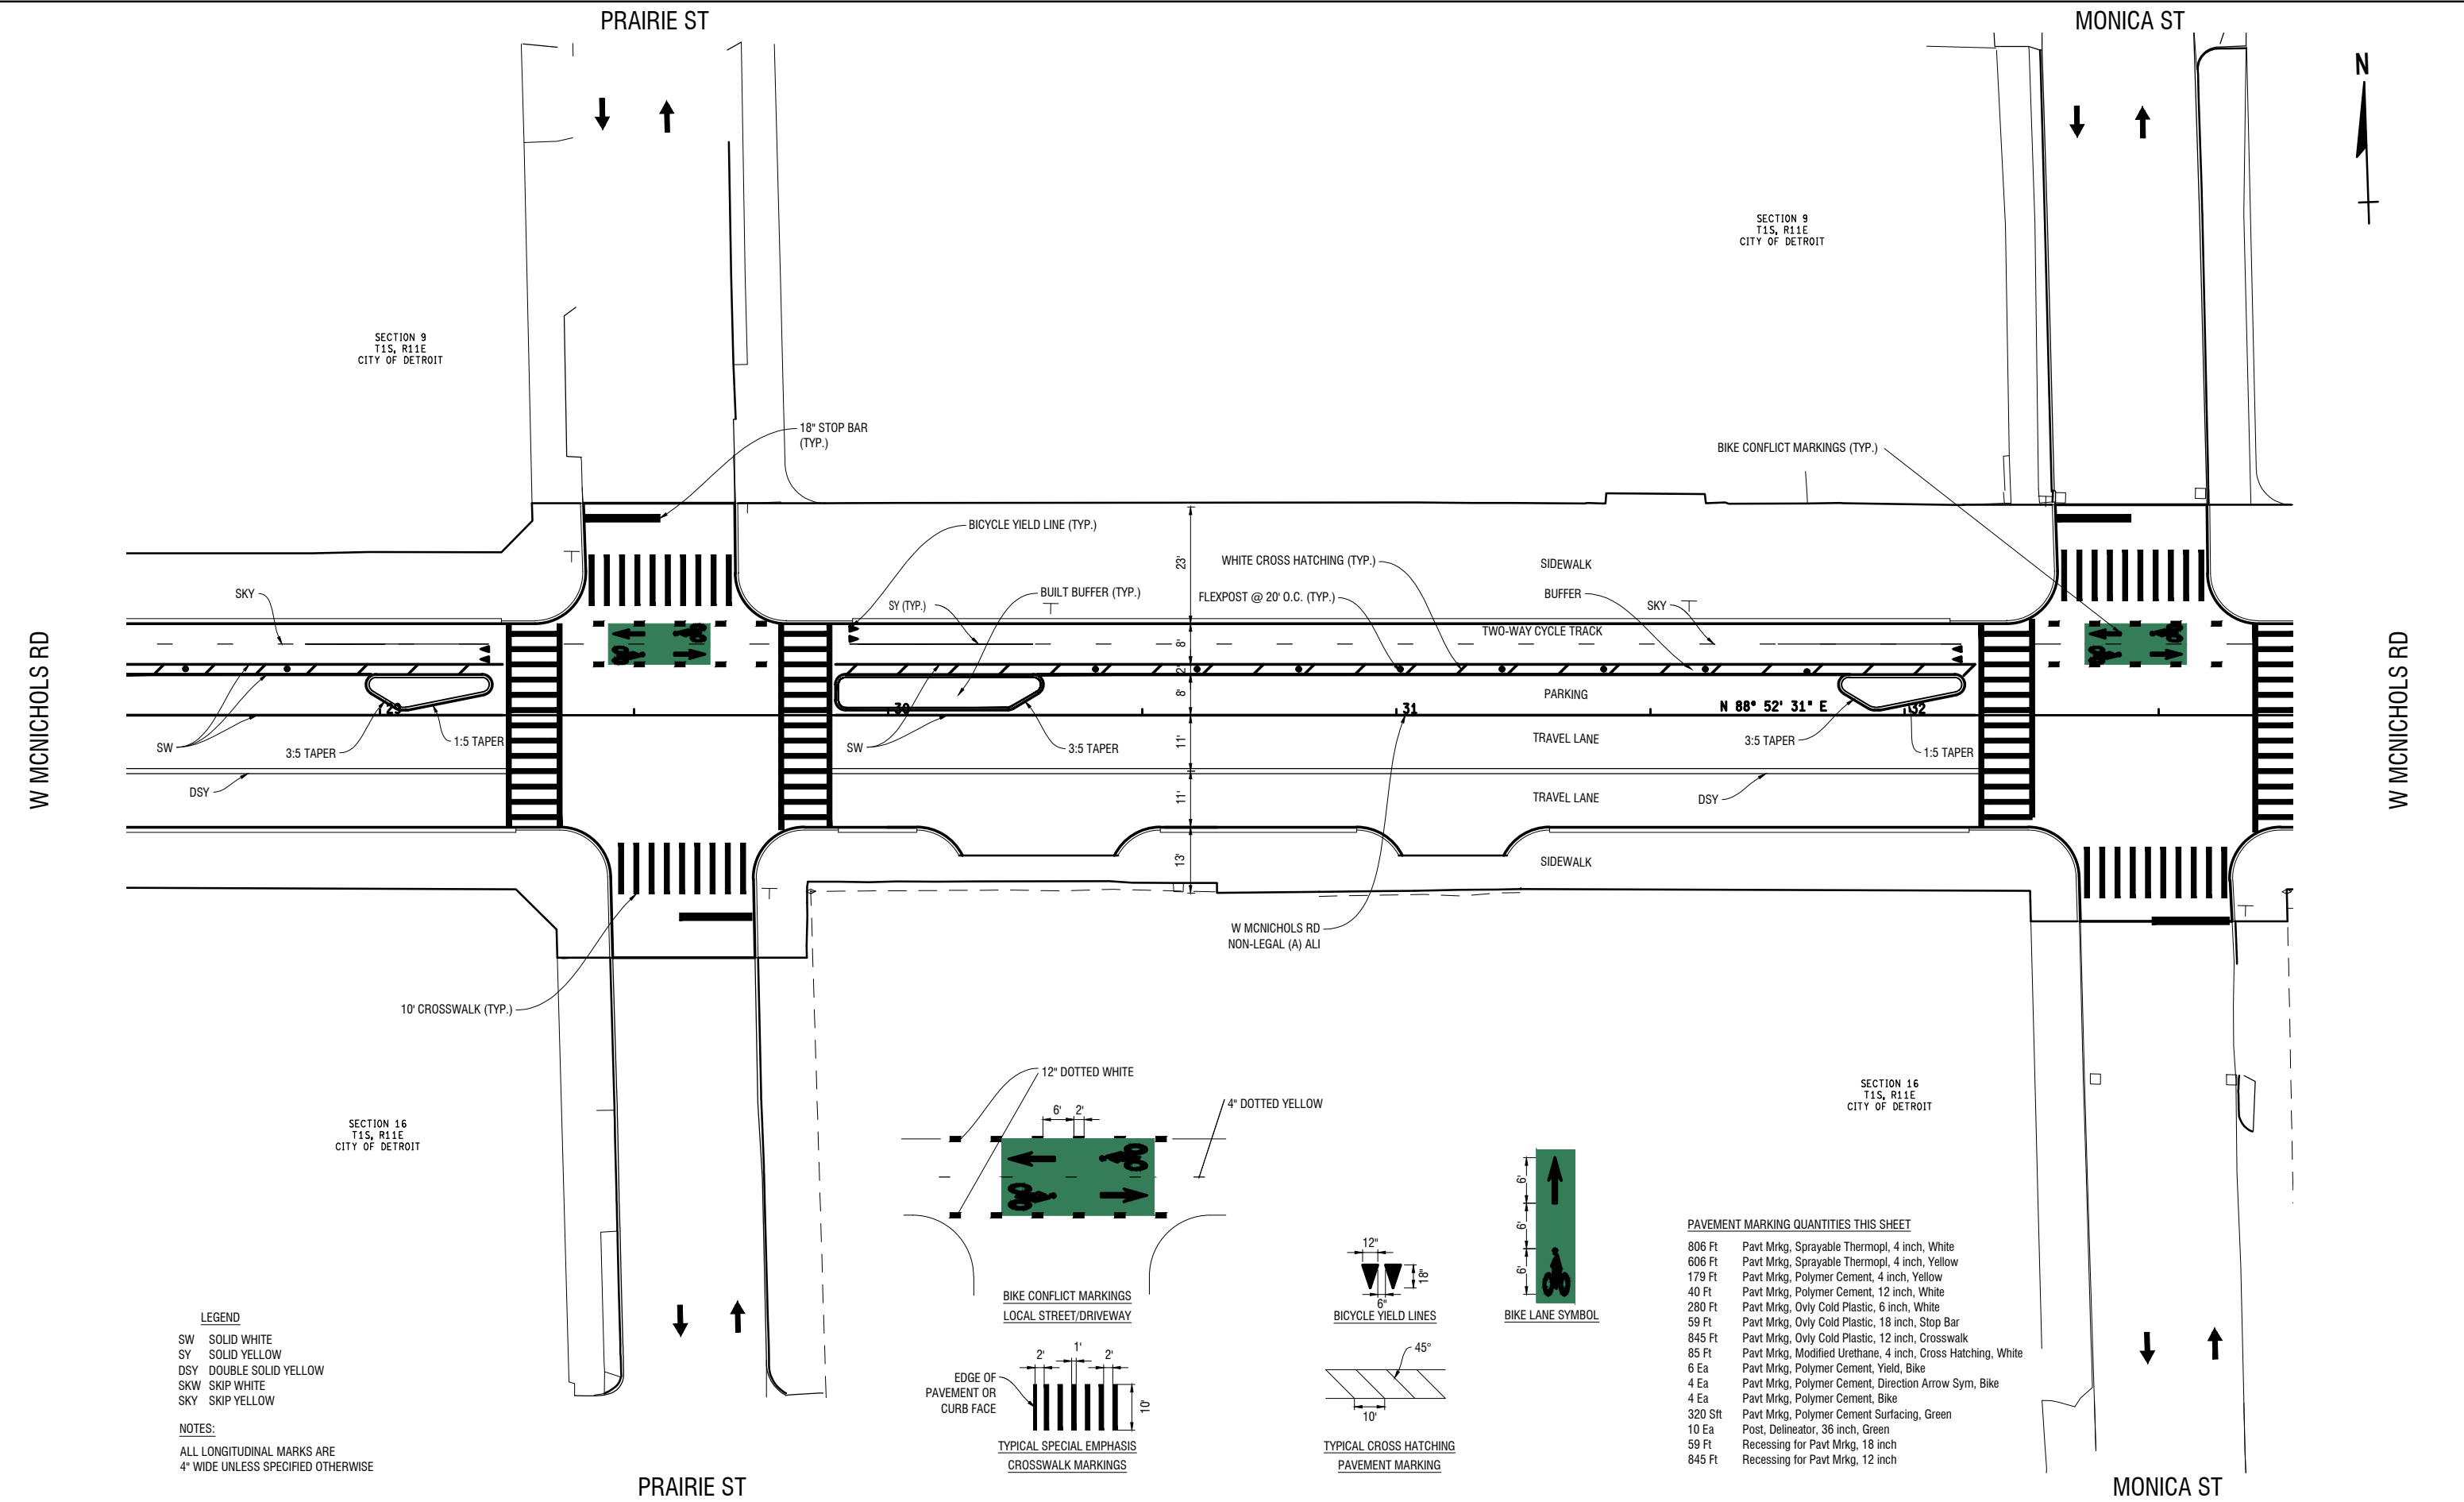 PRAIRIE ST
MONICA ST
N
SECTION 9
T1S, R11E
CITY OF DETROIT
SECTION 9
T1S, R11E
CITY OF DETROIT
18" STOP BAR
(TYP.)
BIKE CONFLICT MARKINGS (TYP.)
BICYCLE YIELD LINE (TYP.)
WHITE CROSS HATCHING (TYP.)
SIDEWALK
23'
SKY
SY (TYP.)
BUILT BUFFER (TYP.)
FLEXPOST @ 20' O.C. (TYP.)
BUFFER
SKY
TWO-WAY CYCLE TRACK
8'
2'
8'
PARKING
29
30
31
N 88° 52' 31" E
32
W MCNICHOLS RD
W MCNICHOLS RD
SW
3:5 TAPER
1:5 TAPER
SW
3:5 TAPER
11'
TRAVEL LANE
3:5 TAPER
1:5 TAPER
DSY
11'
TRAVEL LANE
DSY
13'
SIDEWALK
W MCNICHOLS RD
NON-LEGAL (A) ALI
10' CROSSWALK (TYP.)
SECTION 16
T1S, R11E
CITY OF DETROIT
SECTION 16
T1S, R11E
CITY OF DETROIT
12" DOTTED WHITE
4" DOTTED YELLOW
6'
2'
BIKE CONFLICT MARKINGS
LOCAL STREET/DRIVEWAY
12"
18"
6"
BICYCLE YIELD LINES
6'
6'
6'
BIKE LANE SYMBOL
2'
1'
2'
EDGE OF
PAVEMENT OR
CURB FACE
10'
TYPICAL SPECIAL EMPHASIS
CROSSWALK MARKINGS
45°
10'
TYPICAL CROSS HATCHING
PAVEMENT MARKING
LEGEND
SW SOLID WHITE
SY SOLID YELLOW
DSY DOUBLE SOLID YELLOW
SKW SKIP WHITE
SKY SKIP YELLOW
NOTES:
ALL LONGITUDINAL MARKS ARE
4" WIDE UNLESS SPECIFIED OTHERWISE
PAVEMENT MARKING QUANTITIES THIS SHEET
806 Ft Pavt Mrkg, Sprayable Thermopl, 4 inch, White
606 Ft Pavt Mrkg, Sprayable Thermopl, 4 inch, Yellow
179 Ft Pavt Mrkg, Polymer Cement, 4 inch, Yellow
40 Ft Pavt Mrkg, Polymer Cement, 12 inch, White
280 Ft Pavt Mrkg, Ovly Cold Plastic, 6 inch, White
59 Ft Pavt Mrkg, Ovly Cold Plastic, 18 inch, Stop Bar
845 Ft Pavt Mrkg, Ovly Cold Plastic, 12 inch, Crosswalk
85 Ft Pavt Mrkg, Modified Urethane, 4 inch, Cross Hatching, White
6 Ea Pavt Mrkg, Polymer Cement, Yield, Bike
4 Ea Pavt Mrkg, Polymer Cement, Direction Arrow Sym, Bike
4 Ea Pavt Mrkg, Polymer Cement, Bike
320 Sft Pavt Mrkg, Polymer Cement Surfacing, Green
10 Ea Post, Delineator, 36 inch, Green
59 Ft Recessing for Pavt Mrkg, 18 inch
845 Ft Recessing for Pavt Mrkg, 12 inch
PRAIRIE ST
MONICA ST